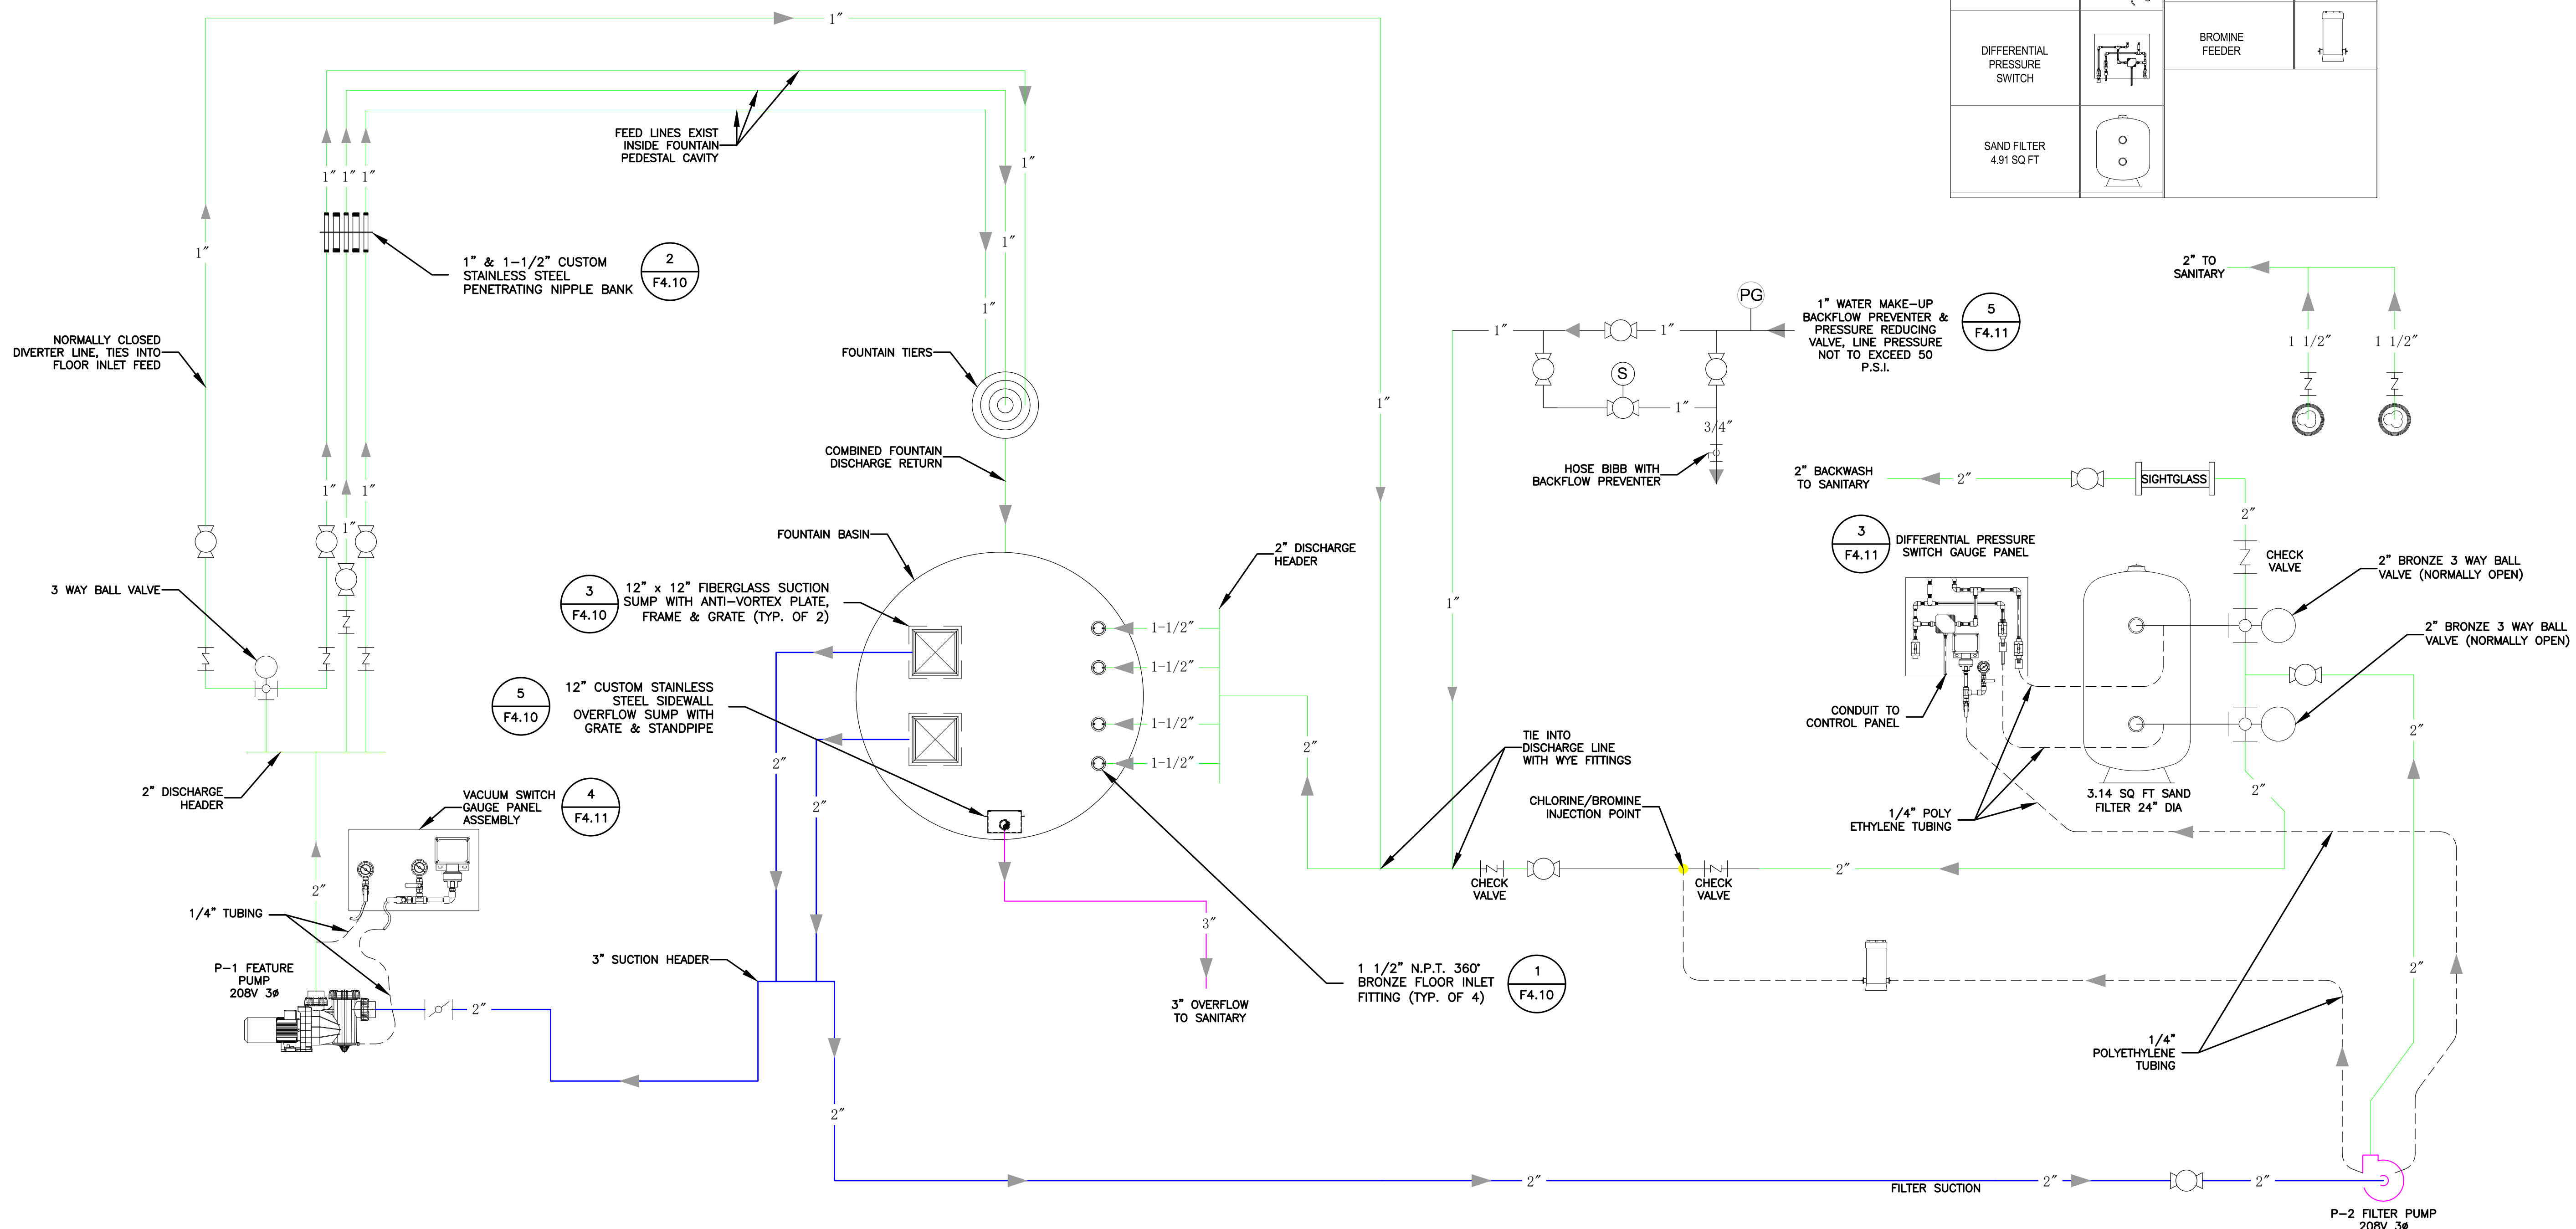 1"
DIFFERENTIAL
PRESSURE
SWITCH
BROMINE
FEEDER
SAND FILTER
4.91 SQ FT
FEED LINES EXIST
INSIDE FOUNTAIN
PEDESTAL CAVITY
1"
1"
1"
1"
1"
1"
1"
1"
1" & 1-1/2" CUSTOM
STAINLESS STEEL
PENETRATING NIPPLE BANK
2
F4.10
NORMALLY CLOSED
DIVERTER LINE, TIES INTO
FLOOR INLET FEED
FOUNTAIN TIERS
COMBINED FOUNTAIN
DISCHARGE RETURN
1"
1"
1"
3 WAY BALL VALVE
2" DISCHARGE
HEADER
FOUNTAIN BASIN
3
F4.10
12" x 12" FIBERGLASS SUCTION
SUMP WITH ANTI-VORTEX PLATE,
FRAME & GRATE (TYP. OF 2)
5
F4.10
12" CUSTOM STAINLESS
STEEL SIDEWALL
OVERFLOW SUMP WITH
GRATE & STANDPIPE
VACUUM SWITCH
GAUGE PANEL
ASSEMBLY
4
F4.11
2"
1/4" TUBING
P-1 FEATURE
PUMP
208V 3ø
2"
2"
2"
3" SUCTION HEADER
2"
2" DISCHARGE
HEADER
1-1/2"
1-1/2"
1-1/2"
1-1/2"
2"
3"
3" OVERFLOW
TO SANITARY
1 1/2" N.P.T. 360°
BRONZE FLOOR INLET
FITTING (TYP. OF 4)
1
F4.10
1"
1"
PG
1"
1"
S
1"
3/4"
1" WATER MAKE-UP
BACKFLOW PREVENTER &
PRESSURE REDUCING
VALVE, LINE PRESSURE
NOT TO EXCEED 50
P.S.I.
5
F4.11
HOSE BIBB WITH
BACKFLOW PREVENTER
2" TO
SANITARY
1 1/2"
1 1/2"
2" BACKWASH
TO SANITARY
2"
SIGHTGLASS
2"
3
F4.11
DIFFERENTIAL PRESSURE
SWITCH GAUGE PANEL
CHECK
VALVE
2" BRONZE 3 WAY BALL
VALVE (NORMALLY OPEN)
2" BRONZE 3 WAY BALL
VALVE (NORMALLY OPEN)
CONDUIT TO
CONTROL PANEL
TIE INTO
DISCHARGE LINE
WITH WYE FITTINGS
CHLORINE/BROMINE
INJECTION POINT
1/4" POLY
ETHYLENE TUBING
3.14 SQ FT SAND
FILTER 24" DIA
2"
2"
CHECK
VALVE
CHECK
VALVE
2"
2"
1/4"
POLYETHYLENE
TUBING
2"
FILTER SUCTION
2"
2"
P-2 FILTER PUMP
208V 3ø